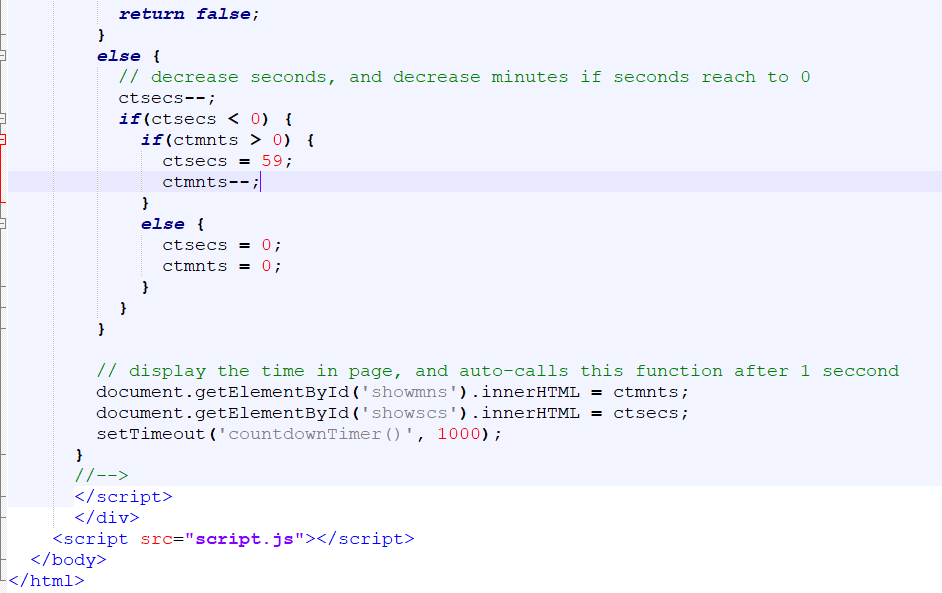 return false;
}
else {
// decrease seconds, and decrease minutes if seconds reach to 0
ctsecs--;
if(ctsecs < 0) {
if(ctmnts > 0) {
ctsecs = 59;
ctmnts--;
}
else {
ctsecs = 0;
ctmnts = 0;
}
}
}
// display the time in page, and auto-calls this function after 1 seccond
document.getElementById('showmns').innerHTML = ctmnts;
document.getElementById('showscs').innerHTML = ctsecs;
setTimeout('countdownTimer()', 1000);
}
//-->
</script>
</div>
<script src="script.js"></script>
</body>
</html>